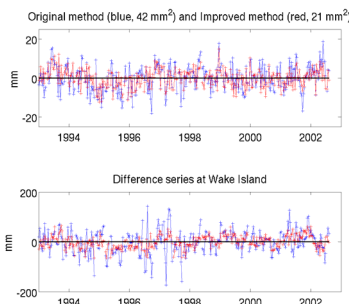 Original method (blue, 42 mm²) and Improved method (red, 21 mm²
20
0
-20
mm
1994 1996 1998 2000 2002
Difference series at Wake Island
200
0
-200
mm
1994 1996 1998 2000 2002